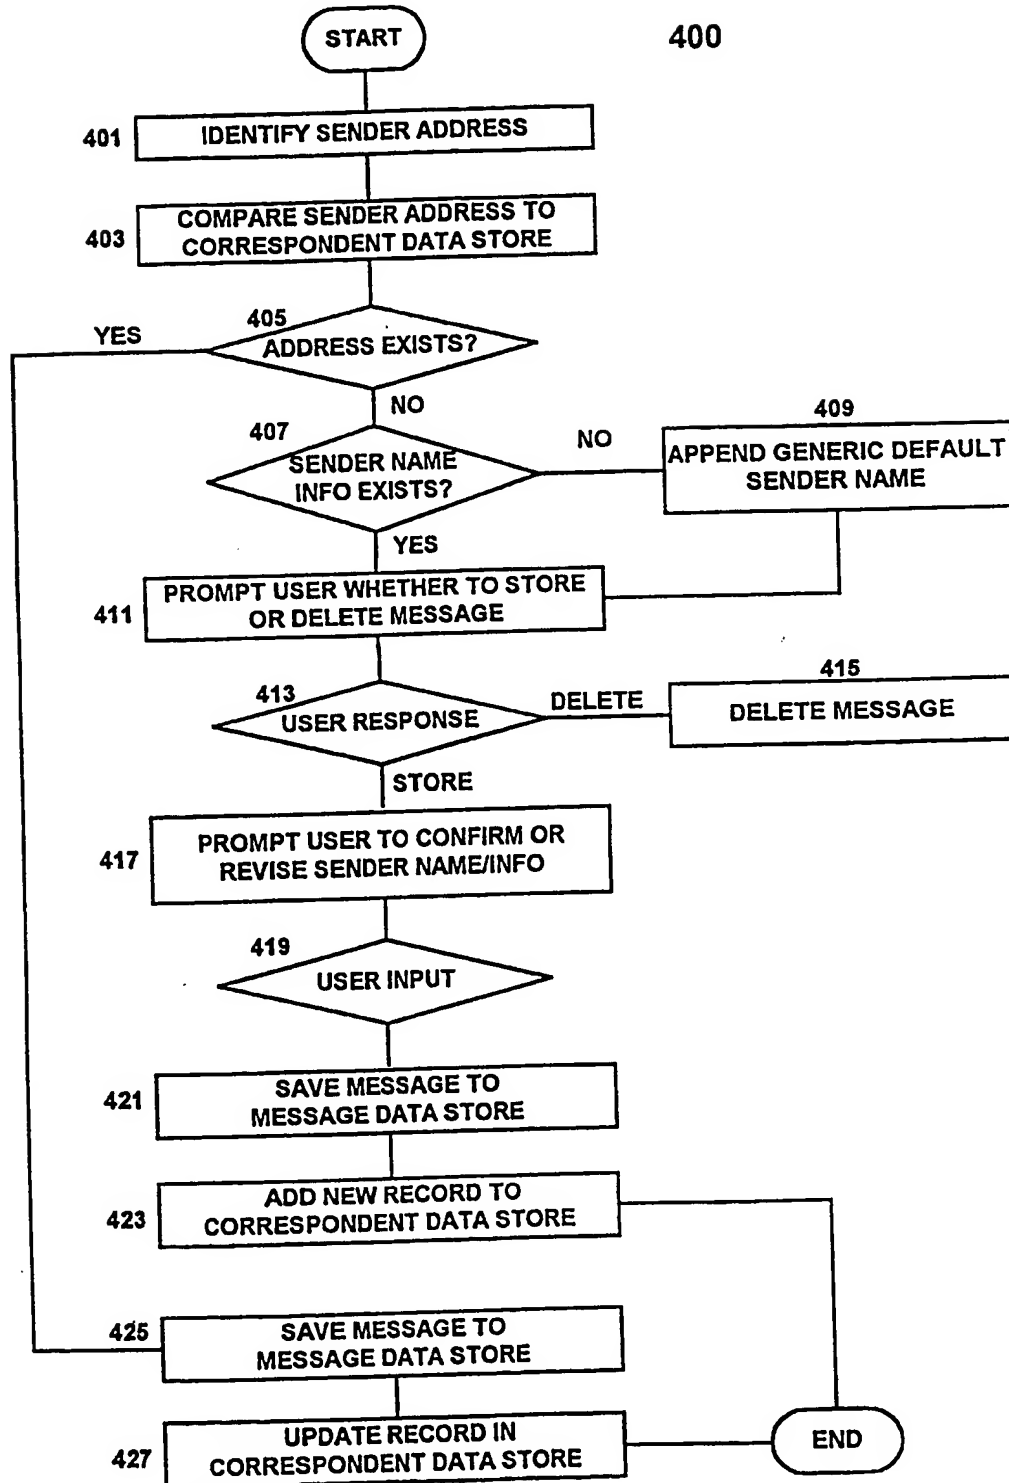 START
400
401
IDENTIFY SENDER ADDRESS
403
COMPARE SENDER ADDRESS TO
CORRESPONDENT DATA STORE
405
YES
ADDRESS EXISTS?
NO
407
SENDER NAME
INFO EXISTS?
NO
409
APPEND GENERIC DEFAULT
SENDER NAME
YES
411
PROMPT USER WHETHER TO STORE
OR DELETE MESSAGE
413
USER RESPONSE
DELETE
415
DELETE MESSAGE
STORE
417
PROMPT USER TO CONFIRM OR
REVISE SENDER NAME/INFO
419
USER INPUT
421
SAVE MESSAGE TO
MESSAGE DATA STORE
423
ADD NEW RECORD TO
CORRESPONDENT DATA STORE
425
SAVE MESSAGE TO
MESSAGE DATA STORE
427
UPDATE RECORD IN
CORRESPONDENT DATA STORE
END